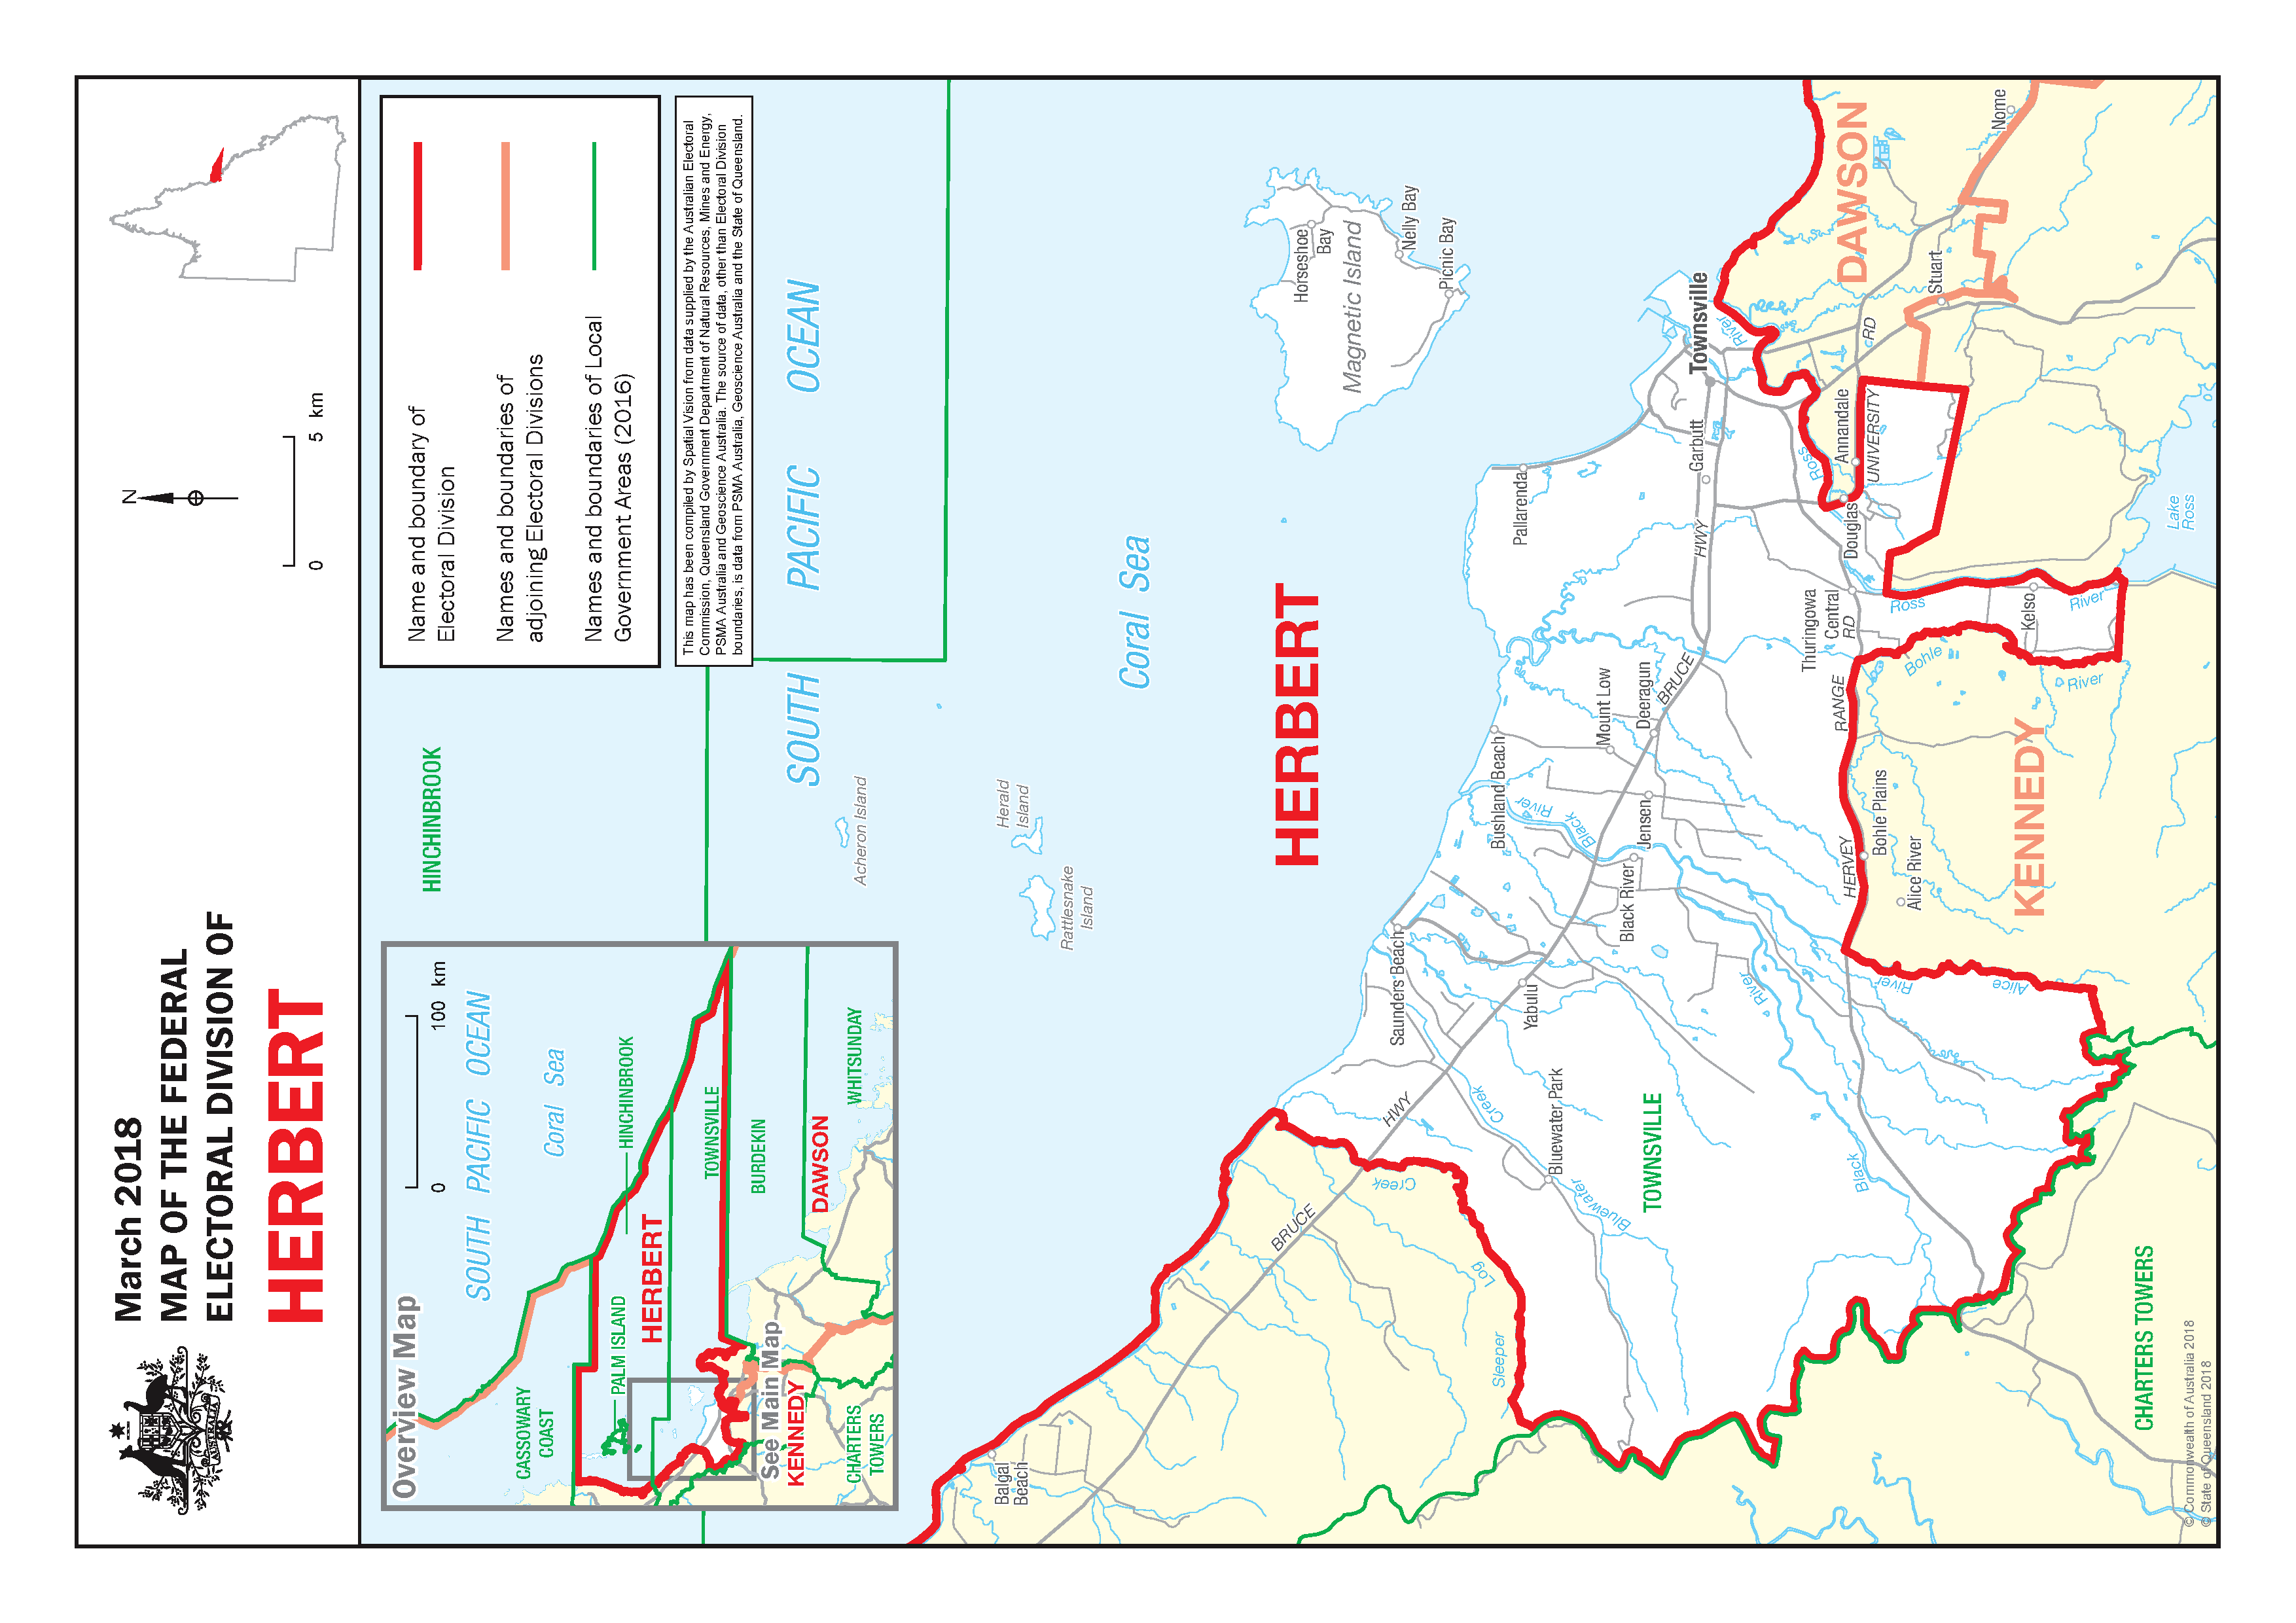 March 2018
MAP OF THE FEDERAL
ELECTORAL DIVISION OF
HERBERT
AUSTRALIA
N
0 5 km
Name and boundary of
Electoral Division
Names and boundaries of
adjoining Electoral Divisions
Names and boundaries of Local
Government Areas (2016)
This map has been compiled by Spatial Vision from data supplied by the Australian Electoral
Commission, Queensland Government Department of Natural Resources, Mines and Energy,
PSMA Australia and Geoscience Australia. The source of data, other than Electoral Division
boundaries, is data from PSMA Australia, Geoscience Australia and the State of Queensland.
Overview Map
0 100 km
SOUTH PACIFIC OCEAN
Coral Sea
CASSOWARY
COAST
HINCHINBROOK
PALM ISLAND
HERBERT
TOWNSVILLE
BURDEKIN
See Main Map
KENNEDY
DAWSON
CHARTERS
TOWERS
WHITSUNDAY
HINCHINBROOK
SOUTH PACIFIC OCEAN
Acheron Island
Herald
Island
Rattlesnake
Island
Coral Sea
HERBERT
Balgal
Beach
Horseshoe
Bay
Magnetic Island
Nelly Bay
Picnic Bay
BRUCE
HWY
Creek
Saunders Beach
Log
Sleeper
Creek
Bushland Beach
Pallarenda
Yabulu
River
Black
Bluewater Park
Bluewater
Mount Low
Black River
Jensen
Deeragun
BRUCE
HWY
Garbutt
Townsville
River
TOWNSVILLE
River
Black
Thuringowa
Central
RD
RANGE
HERVEY
Ross
Annandale
Douglas
UNIVERSITY
RD
DAWSON
Bohle Plains
Alice River
River
Alice
Bohle
River
Ross
River
Kelso
Stuart
Nome
KENNEDY
Lake
Ross
CHARTERS TOWERS
© Commonwealth of Australia 2018
© State of Queensland 2018